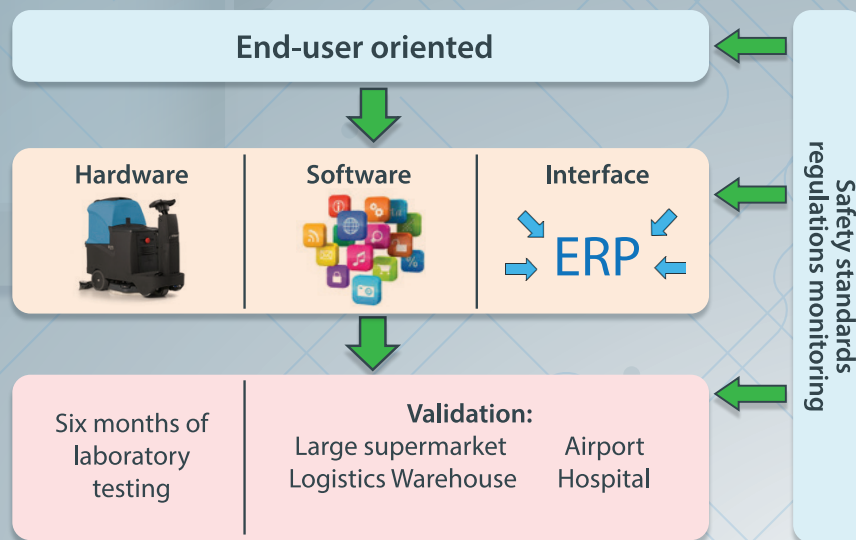 End-user oriented
Hardware
Software
Interface
ERP
Six months of
laboratory
testing
Validation:
Large supermarket
Airport
Logistics Warehouse
Hospital
Safety standards
regulations monitoring